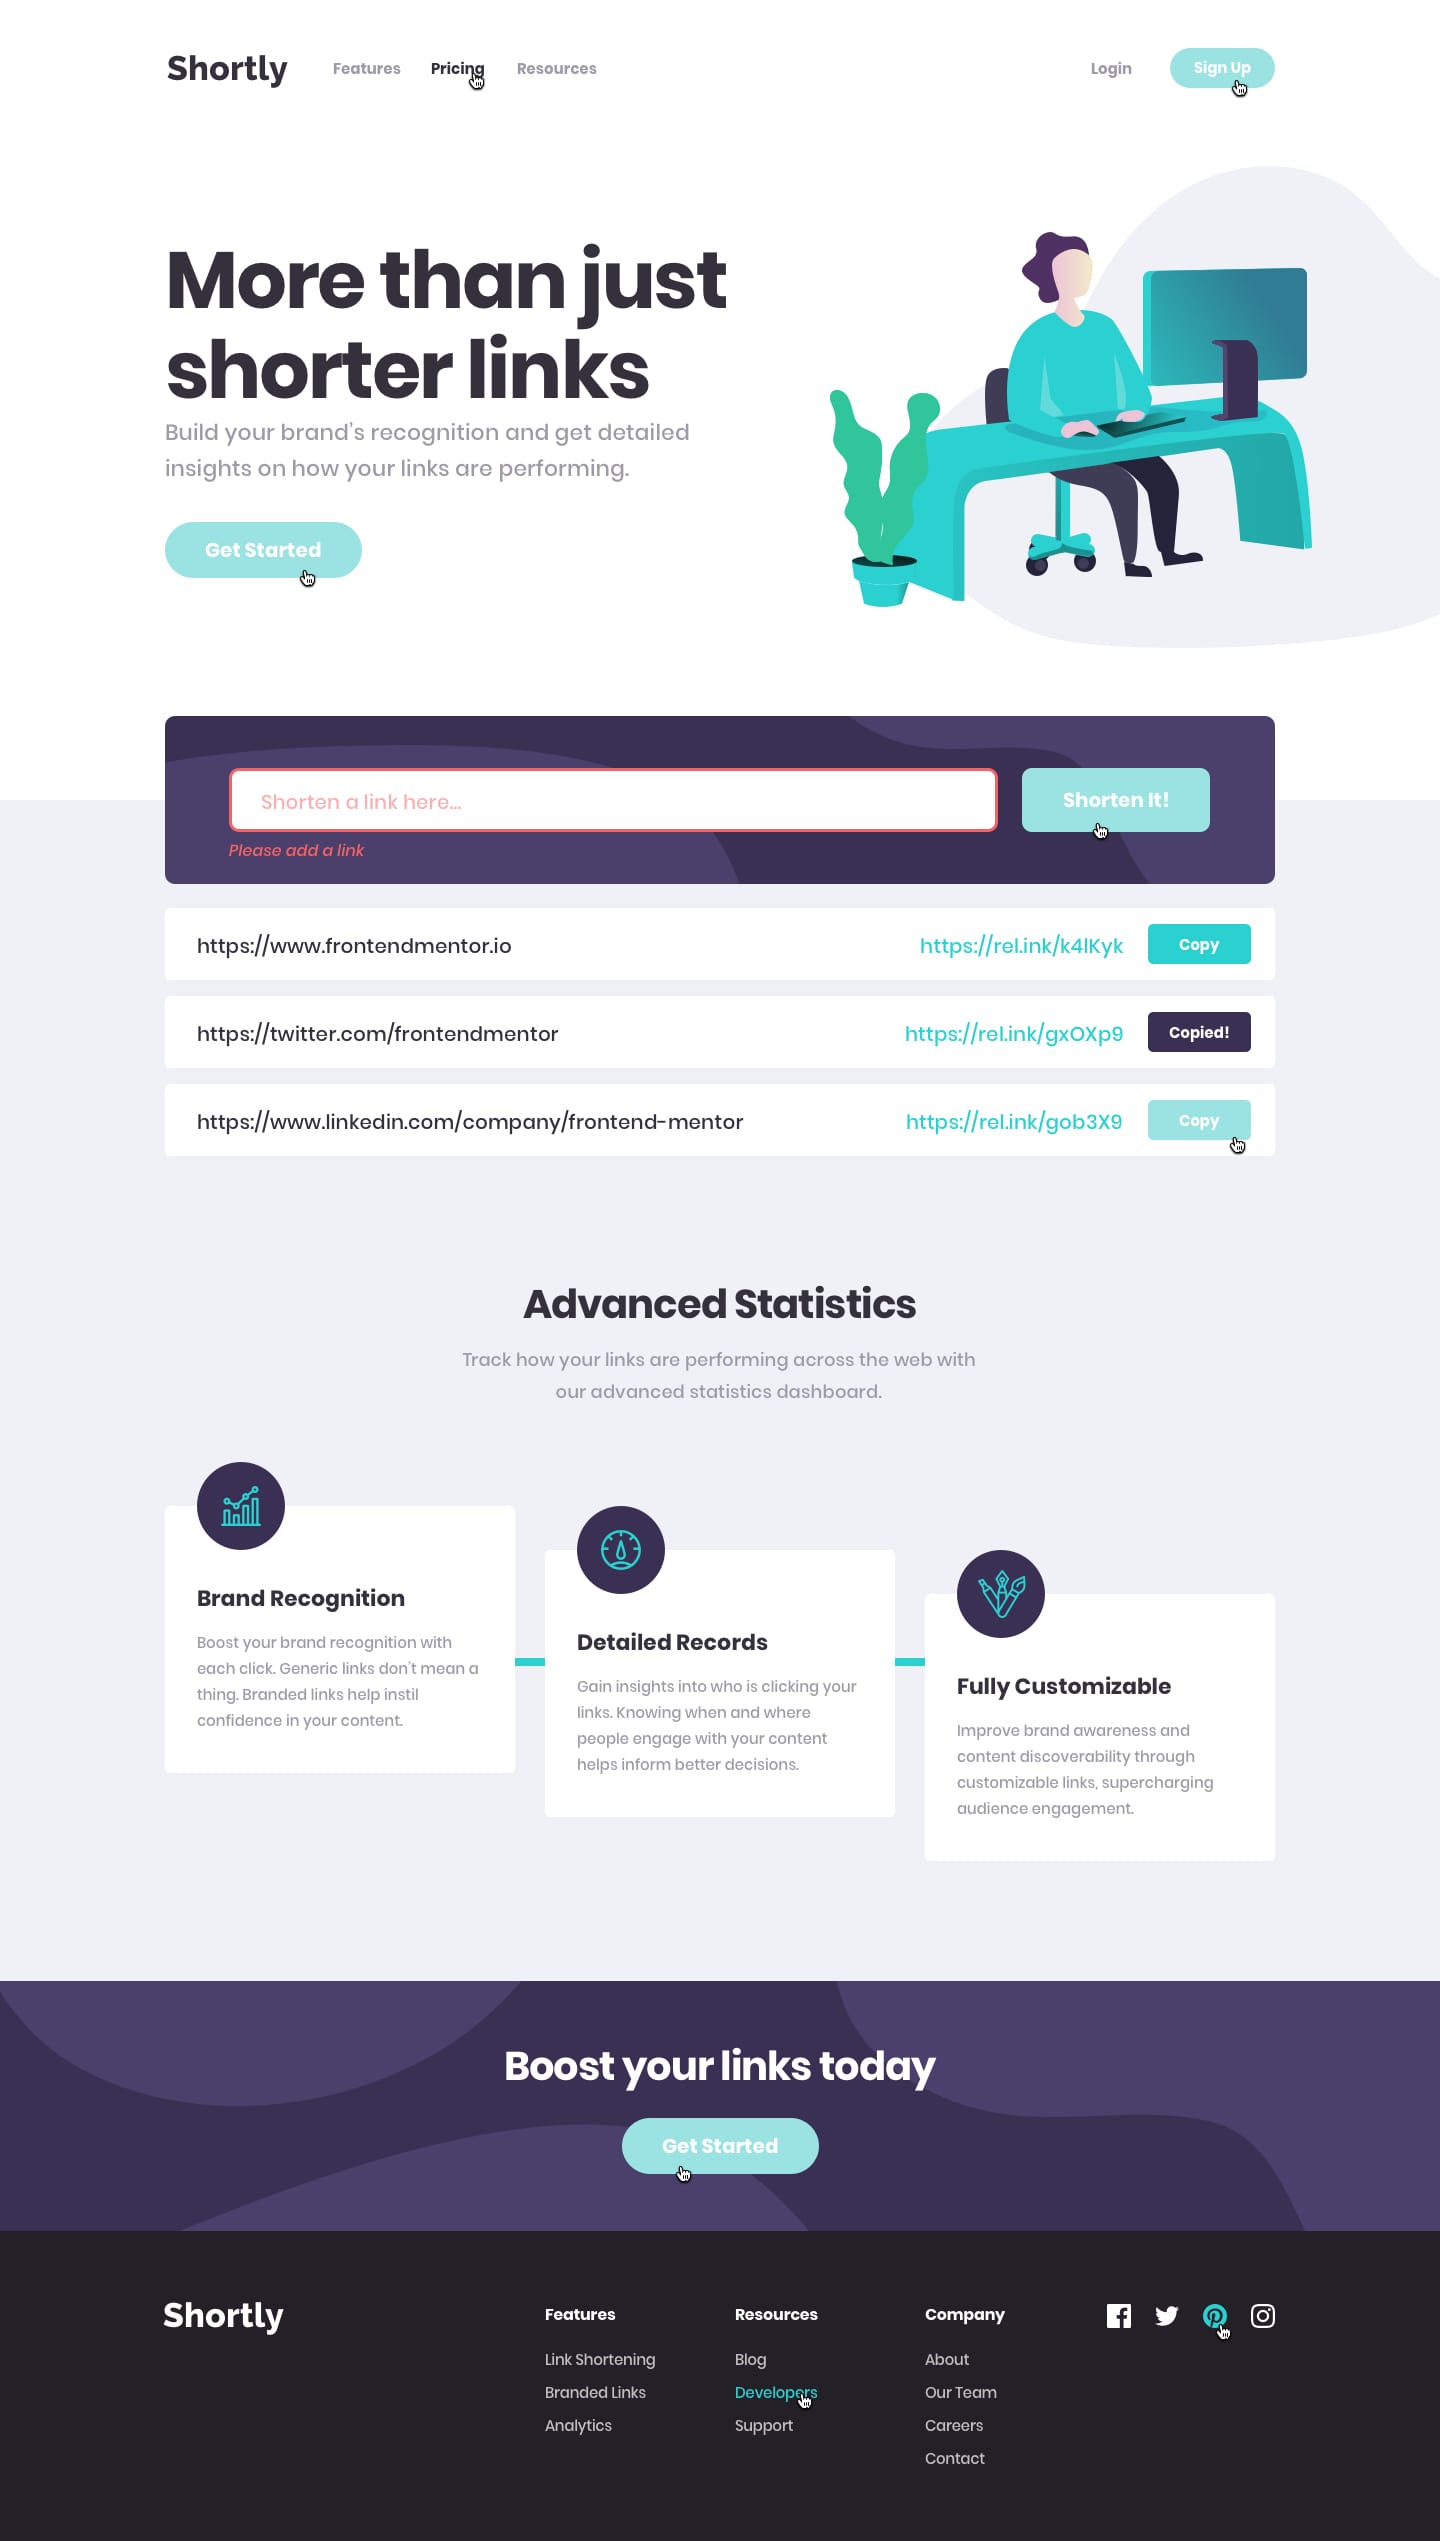 Shortly
Features
Pricing
Resources
Login
Sign Up
More than just
shorter links
Build your brand's recognition and get detailed
insights on how your links are performing.
Get Started
Shorten a link here...
Shorten It!
Please add a link
https://www.frontendmentor.io
https://rel.ink/k4lKyk
Copy
https://twitter.com/frontendmentor
https://rel.ink/gxOXp9
Copied!
https://www.linkedin.com/company/frontend-mentor
https://rel.ink/gob3X9
Copy
Advanced Statistics
Track how your links are performing across the web with
our advanced statistics dashboard.
Brand Recognition
Boost your brand recognition with
each click. Generic links don't mean a
thing. Branded links help instil
confidence in your content.
Detailed Records
Gain insights into who is clicking your
links. Knowing when and where
people engage with your content
helps inform better decisions.
Fully Customizable
Improve brand awareness and
content discoverability through
customizable links, supercharging
audience engagement.
Boost your links today
Get Started
Shortly
Features
Link Shortening
Branded Links
Analytics
Resources
Blog
Developers
Support
Company
About
Our Team
Careers
Contact